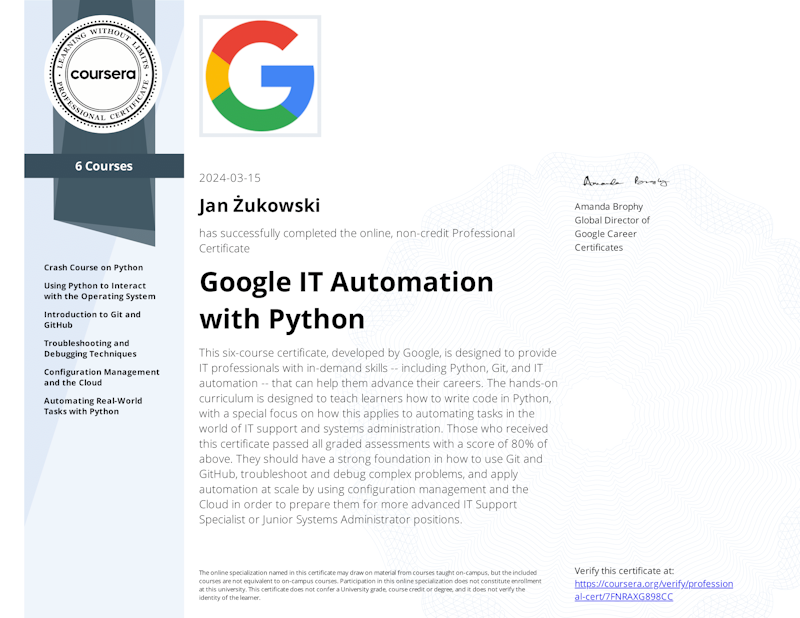 LEARNING WITHOUT LIMITS
coursera
PROFESSIONAL CERTIFICATE
6 Courses
Crash Course on Python
Using Python to Interact
with the Operating System
Introduction to Git and
GitHub
Troubleshooting and
Debugging Techniques
Configuration Management
and the Cloud
Automating Real-World
Tasks with Python
2024-03-15
Jan Żukowski
has successfully completed the online, non-credit Professional
Certificate
Google IT Automation
with Python
This six-course certificate, developed by Google, is designed to provide
IT professionals with in-demand skills -- including Python, Git, and IT
automation -- that can help them advance their careers. The hands-on
curriculum is designed to teach learners how to write code in Python,
with a special focus on how this applies to automating tasks in the
world of IT support and systems administration. Those who received
this certificate passed all graded assessments with a score of 80% of
above. They should have a strong foundation in how to use Git and
GitHub, troubleshoot and debug complex problems, and apply
automation at scale by using configuration management and the
Cloud in order to prepare them for more advanced IT Support
Specialist or Junior Systems Administrator positions.
The online specialization named in this certificate may draw on material from courses taught on-campus, but the included
courses are not equivalent to on-campus courses. Participation in this online specialization does not constitute enrollment
at this university. This certificate does not confer a University grade, course credit or degree, and it does not verify the
identity of the learner.
Amanda Brophy
Amanda Brophy
Global Director of
Google Career
Certificates
Verify this certificate at:
https://coursera.org/verify/profession
al-cert/7FNRAXG898CC